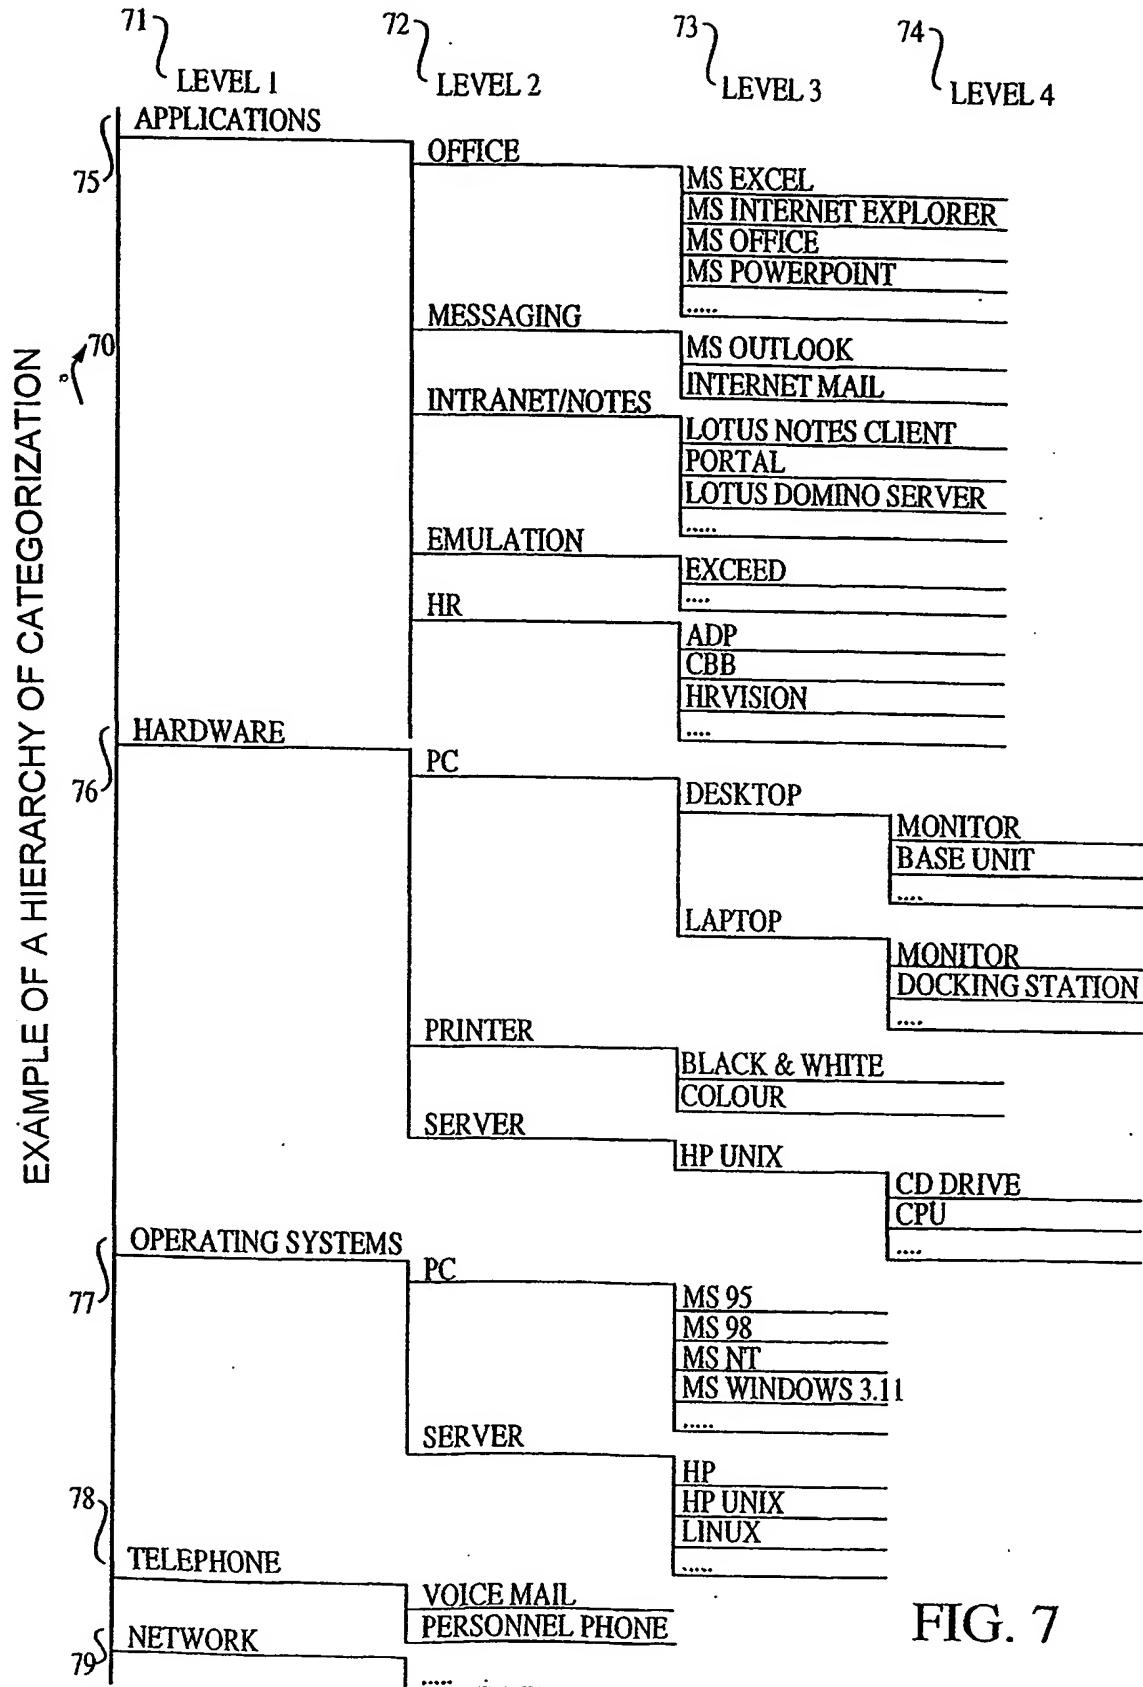 71 72 73 74
LEVEL 1 LEVEL 2 LEVEL 3 LEVEL 4
EXAMPLE OF A HIERARCHY OF CATEGORIZATION
70
75
APPLICATIONS
OFFICE
MS EXCEL
MS INTERNET EXPLORER
MS OFFICE
MS POWERPOINT
.....
MESSAGING
MS OUTLOOK
INTERNET MAIL
INTRANET/NOTES
LOTUS NOTES CLIENT
PORTAL
LOTUS DOMINO SERVER
.....
EMULATION
EXCEED
....
HR
ADP
CBB
HRVISION
....
76
HARDWARE
PC
DESKTOP
MONITOR
BASE UNIT
....
LAPTOP
MONITOR
DOCKING STATION
....
PRINTER
BLACK & WHITE
COLOUR
SERVER
HP UNIX
CD DRIVE
CPU
....
77
OPERATING SYSTEMS
PC
MS 95
MS 98
MS NT
MS WINDOWS 3.11
.....
SERVER
HP
HP UNIX
LINUX
.....
78
TELEPHONE
VOICE MAIL
PERSONNEL PHONE
79
NETWORK
.....
FIG. 7